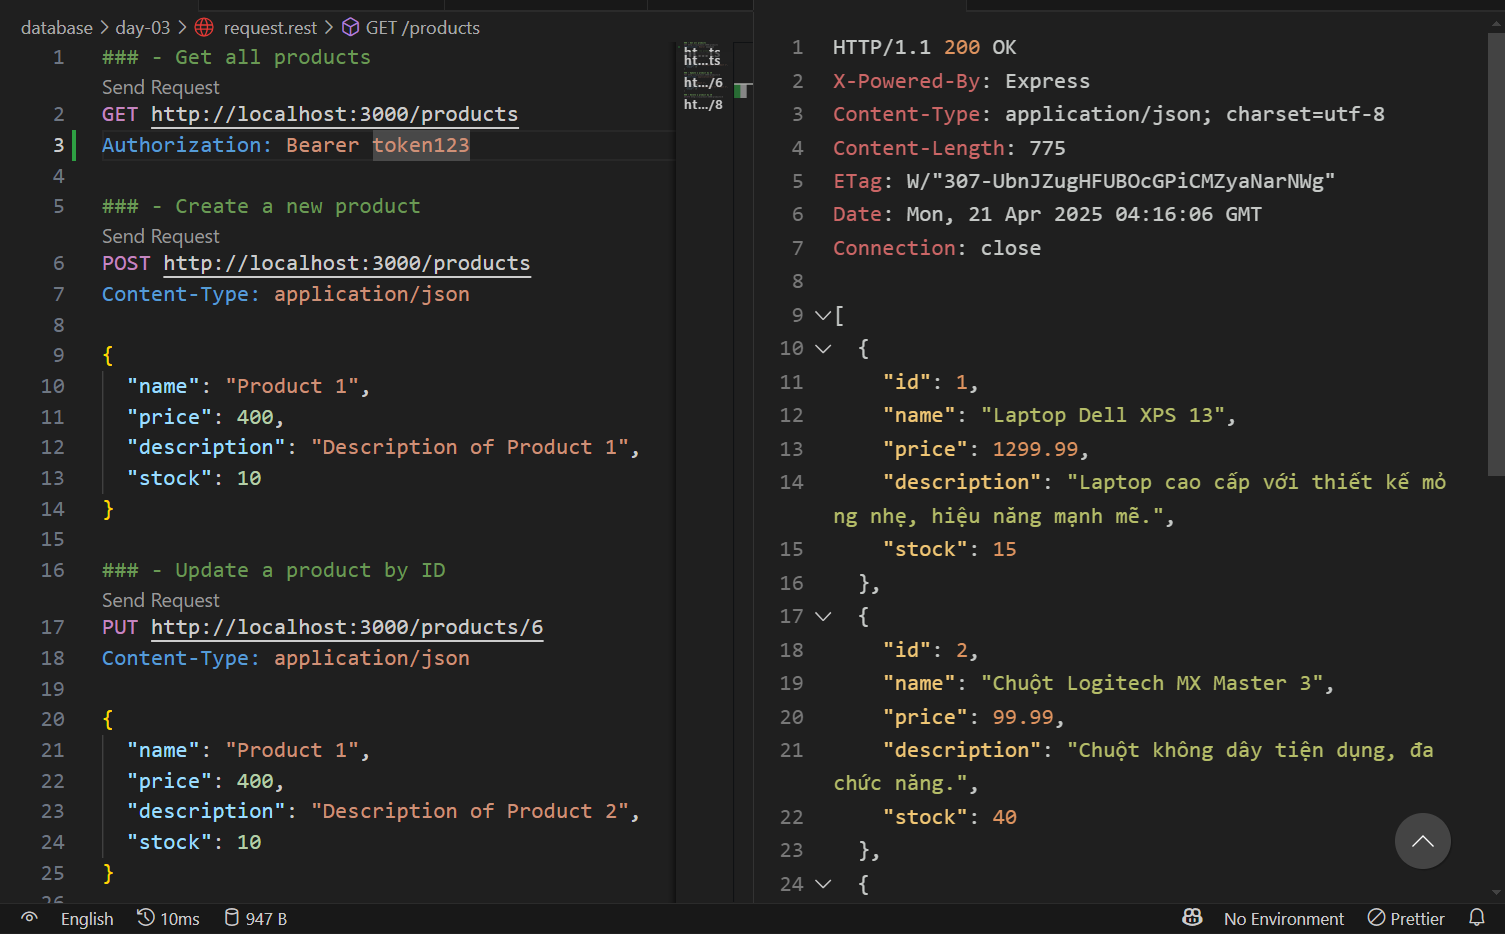 database > day-03 > request.rest > GET /products
1 ### - Get all products
Send Request
2 GET http://localhost:3000/products
3 Authorization: Bearer token123
4
5 ### - Create a new product
Send Request
6 POST http://localhost:3000/products
7 Content-Type: application/json
8
9 {
10 "name": "Product 1",
11 "price": 400,
12 "description": "Description of Product 1",
13 "stock": 10
14 }
15
16 ### - Update a product by ID
Send Request
17 PUT http://localhost:3000/products/6
18 Content-Type: application/json
19
20 {
21 "name": "Product 1",
22 "price": 400,
23 "description": "Description of Product 2",
24 "stock": 10
25 }
26
ht...ts
ht...ts
ht.../6
ht.../8
1 HTTP/1.1 200 OK
2 X-Powered-By: Express
3 Content-Type: application/json; charset=utf-8
4 Content-Length: 775
5 ETag: W/"307-UbnJZugHFUBOcGPiCMZyaNarNWg"
6 Date: Mon, 21 Apr 2025 04:16:06 GMT
7 Connection: close
8
9 [
10 {
11 "id": 1,
12 "name": "Laptop Dell XPS 13",
13 "price": 1299.99,
14 "description": "Laptop cao cấp với thiết kế mỏ
ng nhẹ, hiệu năng mạnh mẽ.",
15 "stock": 15
16 },
17 {
18 "id": 2,
19 "name": "Chuột Logitech MX Master 3",
20 "price": 99.99,
21 "description": "Chuột không dây tiện dụng, đa
chức năng.",
22 "stock": 40
23 },
24 {
English 10ms 947 B No Environment Prettier